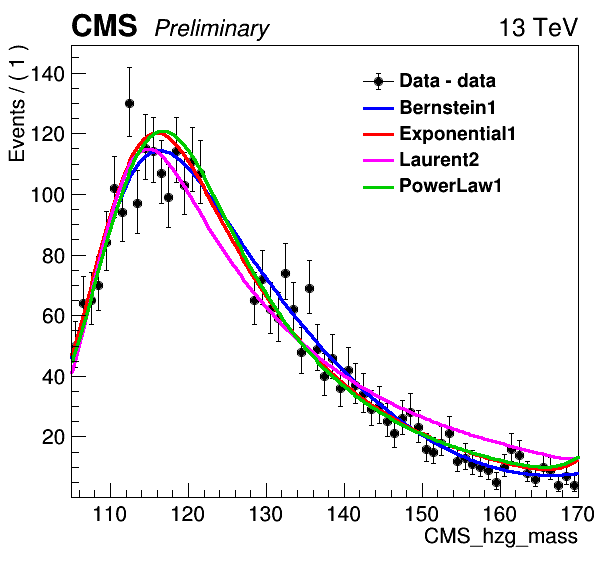 CMS Preliminary 13 TeV
Events / ( 1 )
140
120
100
80
60
40
20
Data - data
Bernstein1
Exponential1
Laurent2
PowerLaw1
110 120 130 140 150 160 170
CMS_hzg_mass